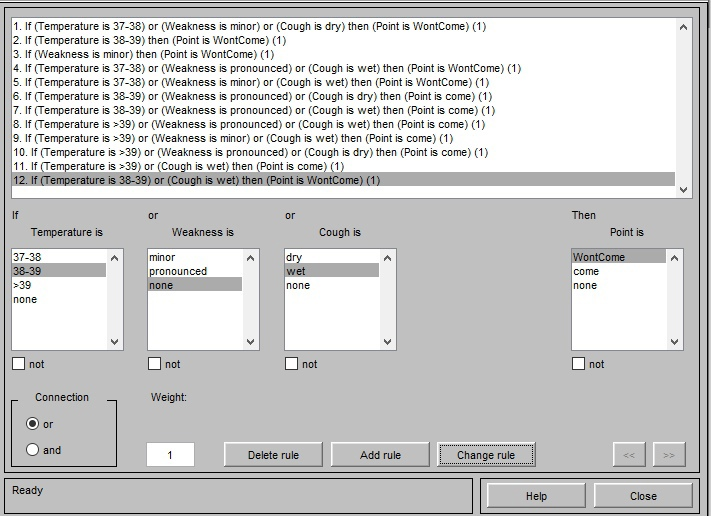 1. If (Temperature is 37-38) or (Weakness is minor) or (Cough is dry) then (Point is WontCome) (1)
2. If (Temperature is 38-39) then (Point is WontCome) (1)
3. If (Weakness is minor) then (Point is WontCome) (1)
4. If (Temperature is 37-38) or (Weakness is pronounced) or (Cough is wet) then (Point is WontCome) (1)
5. If (Temperature is 37-38) or (Weakness is minor) or (Cough is wet) then (Point is WontCome) (1)
6. If (Temperature is 38-39) or (Weakness is pronounced) or (Cough is dry) then (Point is come) (1)
7. If (Temperature is 38-39) or (Weakness is pronounced) or (Cough is wet) then (Point is come) (1)
8. If (Temperature is >39) or (Weakness is pronounced) or (Cough is wet) then (Point is come) (1)
9. If (Temperature is >39) or (Weakness is minor) or (Cough is wet) then (Point is come) (1)
10. If (Temperature is >39) or (Weakness is pronounced) or (Cough is dry) then (Point is come) (1)
11. If (Temperature is >39) or (Cough is wet) then (Point is come) (1)
12. If (Temperature is 38-39) or (Cough is wet) then (Point is WontCome) (1)
If or or Then
Temperature is Weakness is Cough is Point is
37-38 minor dry WontCome
38-39 pronounced wet come
>39 none none none
none
not not not not
Connection Weight:
or
and 1 Delete rule Add rule Change rule << >>
Ready Help Close